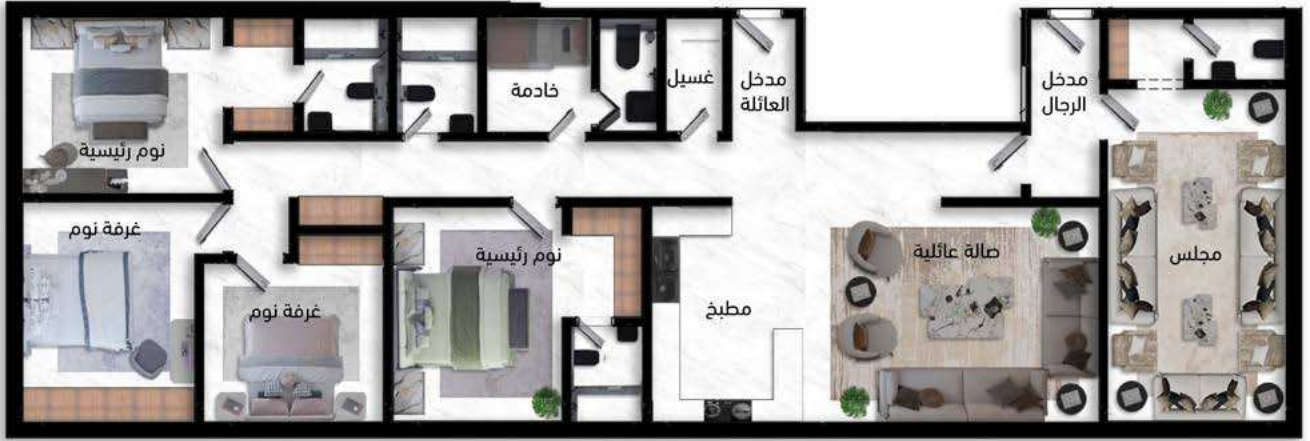 مدخل
الرجال
مدخل
العائلة
غسيل
خادمة
نوم رئيسية
غرفة نوم
غرفة نوم
نوم رئيسية
مطبخ
صالة عائلية
مجلس